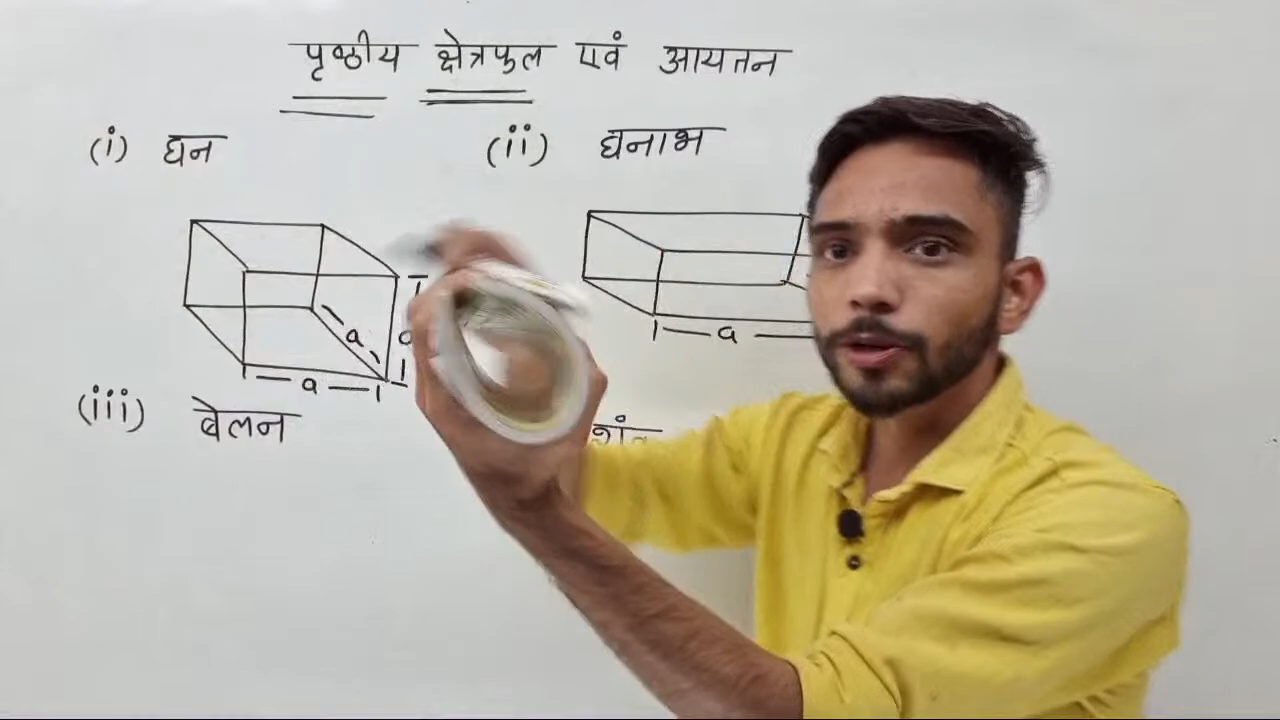 पृष्ठीय क्षेत्रफल एवं आयतन
(i) घन
(ii) घनाभ
a
a
a
(iii) बेलन